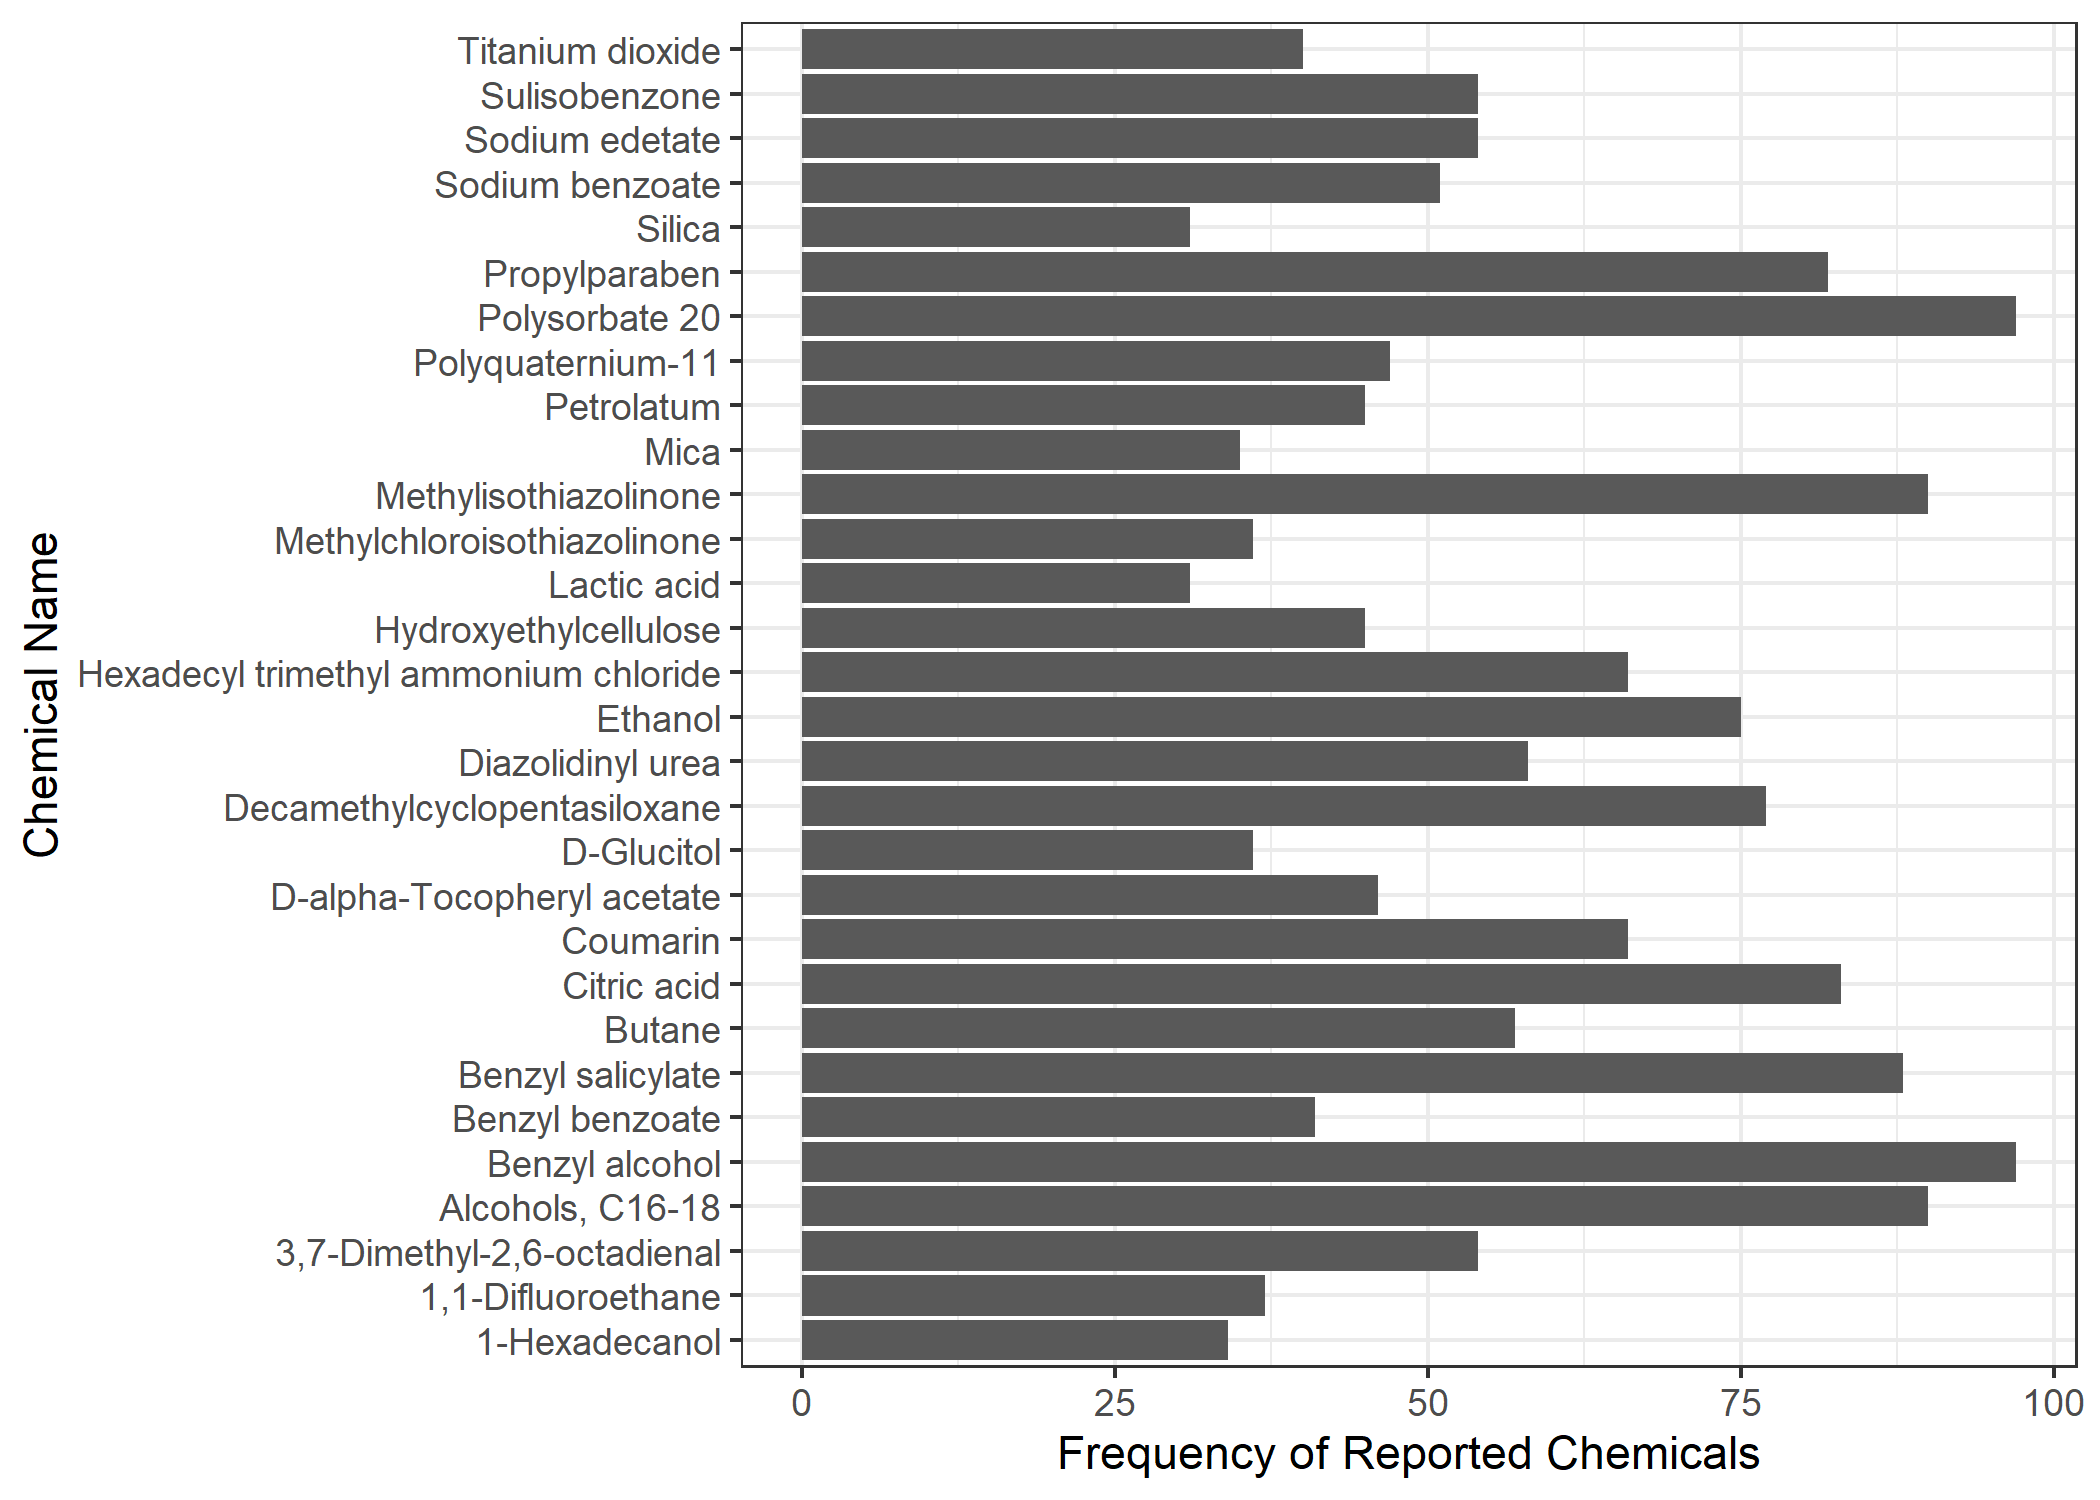 Titanium dioxide
Sulisobenzone
Sodium edetate
Sodium benzoate
Silica
Propylparaben
Polysorbate 20
Polyquaternium-11
Petrolatum
Mica
Methylisothiazolinone
Methylchloroisothiazolinone
Lactic acid
Hydroxyethylcellulose
Hexadecyl trimethyl ammonium chloride
Ethanol
Diazolidinyl urea
Decamethylcyclopentasiloxane
D-Glucitol
D-alpha-Tocopheryl acetate
Coumarin
Citric acid
Butane
Benzyl salicylate
Benzyl benzoate
Benzyl alcohol
Alcohols, C16-18
3,7-Dimethyl-2,6-octadienal
1,1-Difluoroethane
1-Hexadecanol
Chemical Name
0 25 50 75 100
Frequency of Reported Chemicals